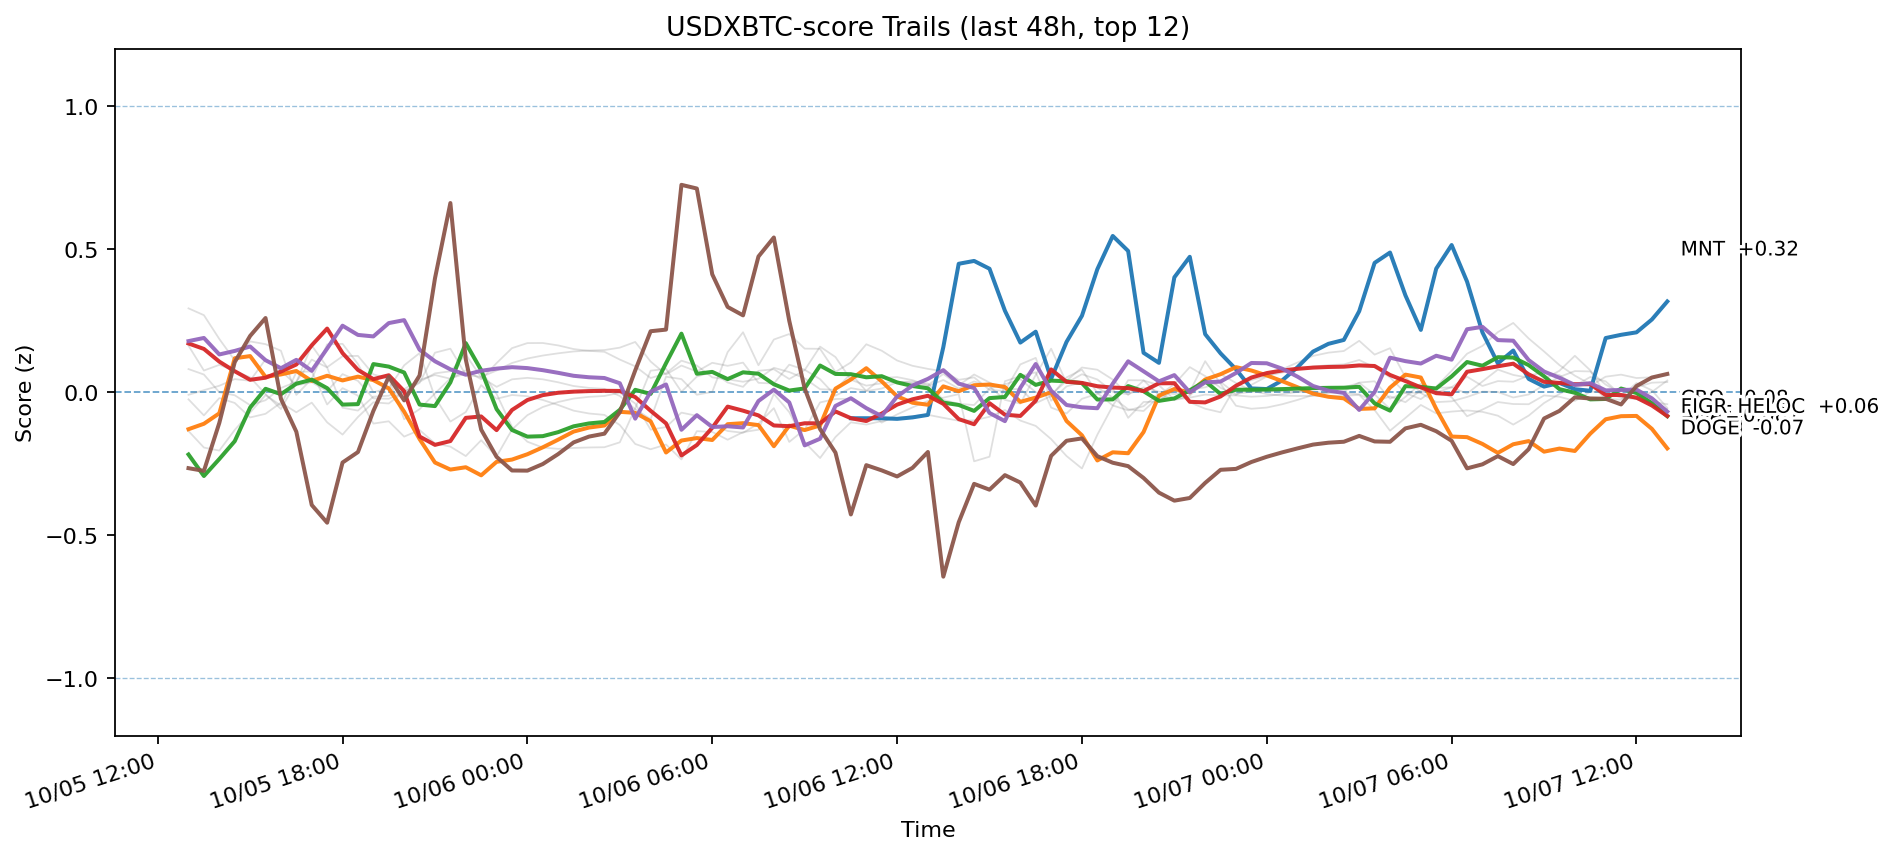 USDXBTC-score Trails (last 48h, top 12)
Score (z)
1.0
0.5
0.0
−0.5
−1.0
MNT +0.32
FIGR_HELOC +0.06
DOGE -0.07
10/05 12:00
10/05 18:00
10/06 00:00
10/06 06:00
10/06 12:00
10/06 18:00
10/07 00:00
10/07 06:00
10/07 12:00
Time